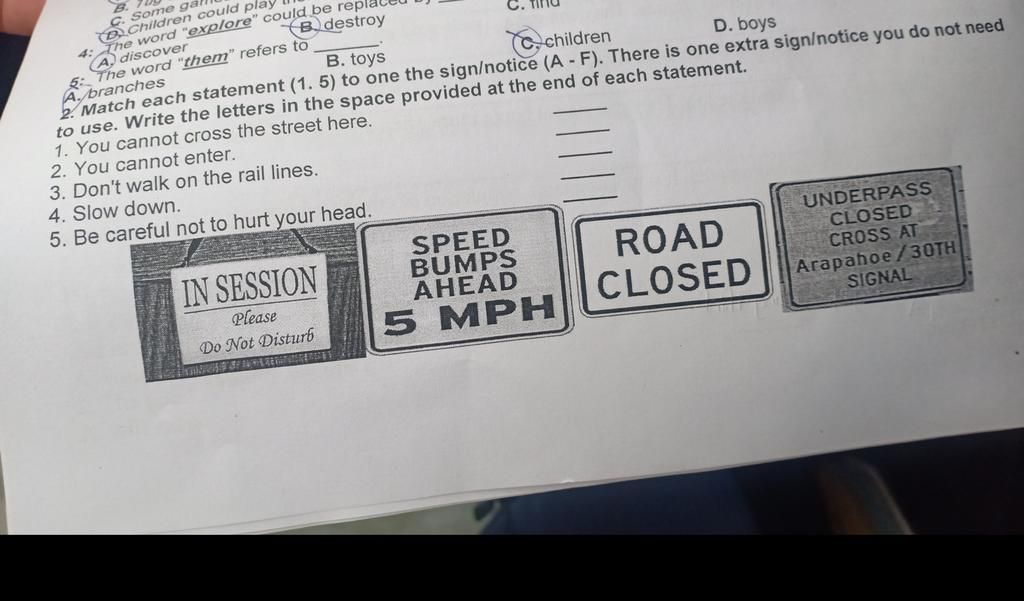 C. Some
D. Children could play
4: The word "explore" could be replaced
A. discover
B. destroy
C. find
5: The word "them" refers to ______.
A. branches
B. toys
C. children
D. boys
2. Match each statement (1. 5) to one the sign/notice (A - F). There is one extra sign/notice you do not need
to use. Write the letters in the space provided at the end of each statement.
1. You cannot cross the street here.
2. You cannot enter.
3. Don't walk on the rail lines.
4. Slow down.
5. Be careful not to hurt your head.
IN SESSION
Please
Do Not Disturb
SPEED
BUMPS
AHEAD
5 MPH
ROAD
CLOSED
UNDERPASS
CLOSED
CROSS AT
Arapahoe / 30TH
SIGNAL